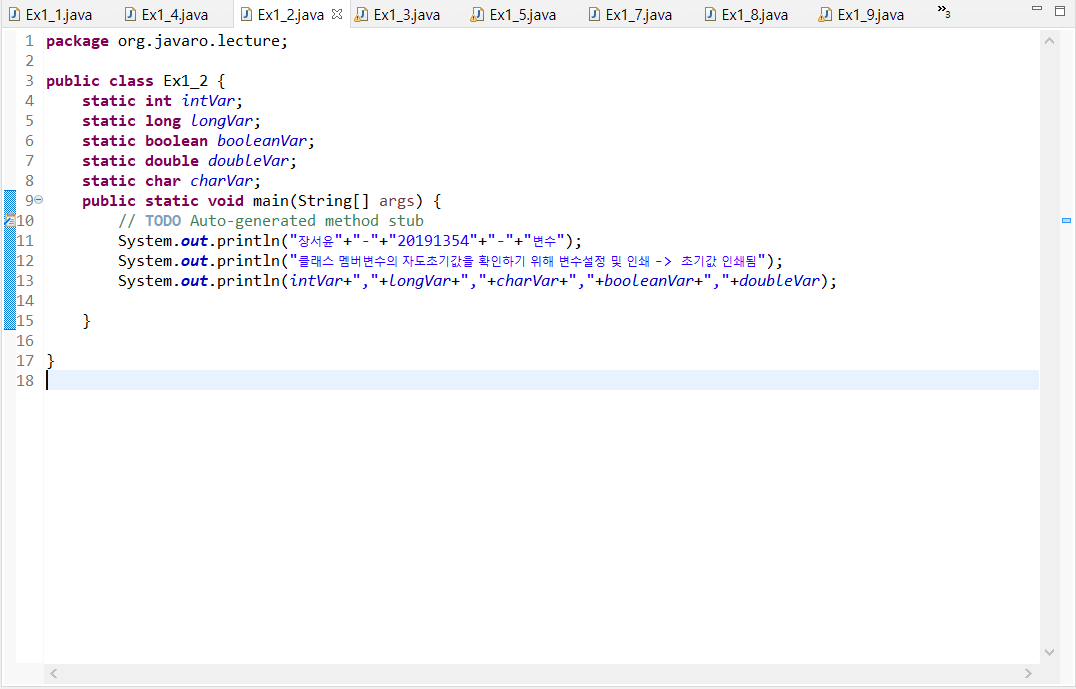 Ex1_1.java Ex1_4.java Ex1_2.java Ex1_3.java Ex1_5.java Ex1_7.java Ex1_8.java Ex1_9.java »3
1 package org.javaro.lecture;
2
3 public class Ex1_2 {
4 static int intVar;
5 static long longVar;
6 static boolean booleanVar;
7 static double doubleVar;
8 static char charVar;
9 public static void main(String[] args) {
10 // TODO Auto-generated method stub
11 System.out.println("장서윤"+"-"+"20191354"+"-"+"변수");
12 System.out.println("클래스 멤버변수의 자도초기값을 확인하기 위해 변수설정 및 인쇄 -> 초기값 인쇄됨");
13 System.out.println(intVar+","+longVar+","+charVar+","+booleanVar+","+doubleVar);
14
15 }
16
17 }
18